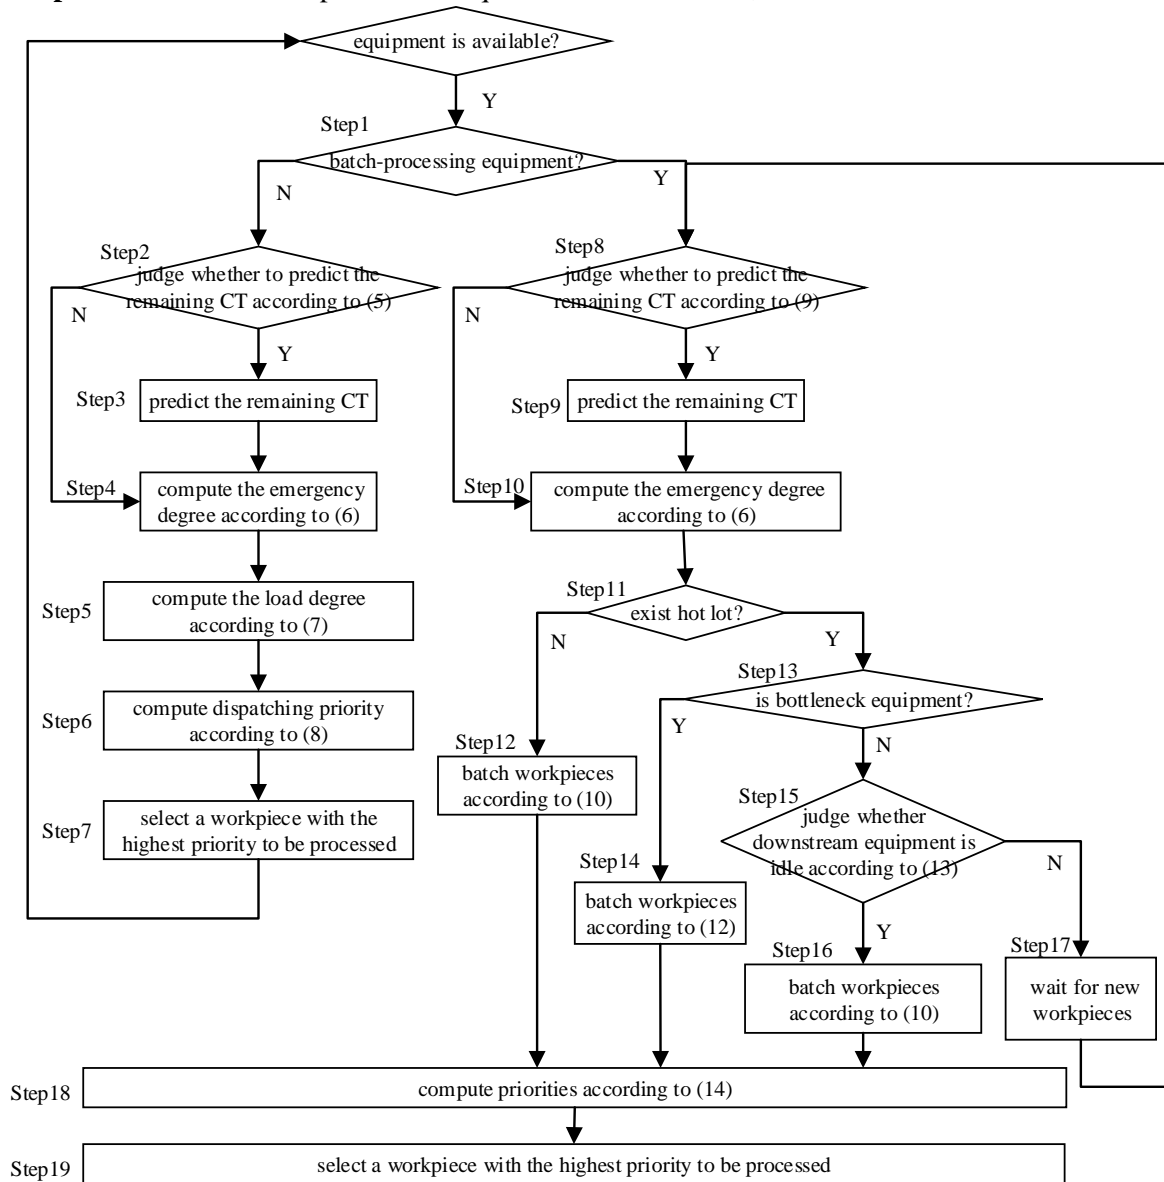 equipment is available?
Y
Step1
batch-processing equipment?
N
Y
Step2
judge whether to predict the
remaining CT according to (5)
N
Y
Step3
predict the remaining CT
Step4
compute the emergency
degree according to (6)
Step5
compute the load degree
according to (7)
Step6
compute dispatching priority
according to (8)
Step7
select a workpiece with the
highest priority to be processed
Step8
judge whether to predict the
remaining CT according to (9)
N
Y
Step9
predict the remaining CT
Step10
compute the emergency degree
according to (6)
Step11
exist hot lot?
N
Y
Step12
batch workpieces
according to (10)
Step13
is bottleneck equipment?
Y
N
Step14
batch workpieces
according to (12)
Step15
judge whether
downstream equipment is
idle according to (13)
N
Y
Step16
batch workpieces
according to (10)
Step17
wait for new
workpieces
Step18
compute priorities according to (14)
Step19
select a workpiece with the highest priority to be processed